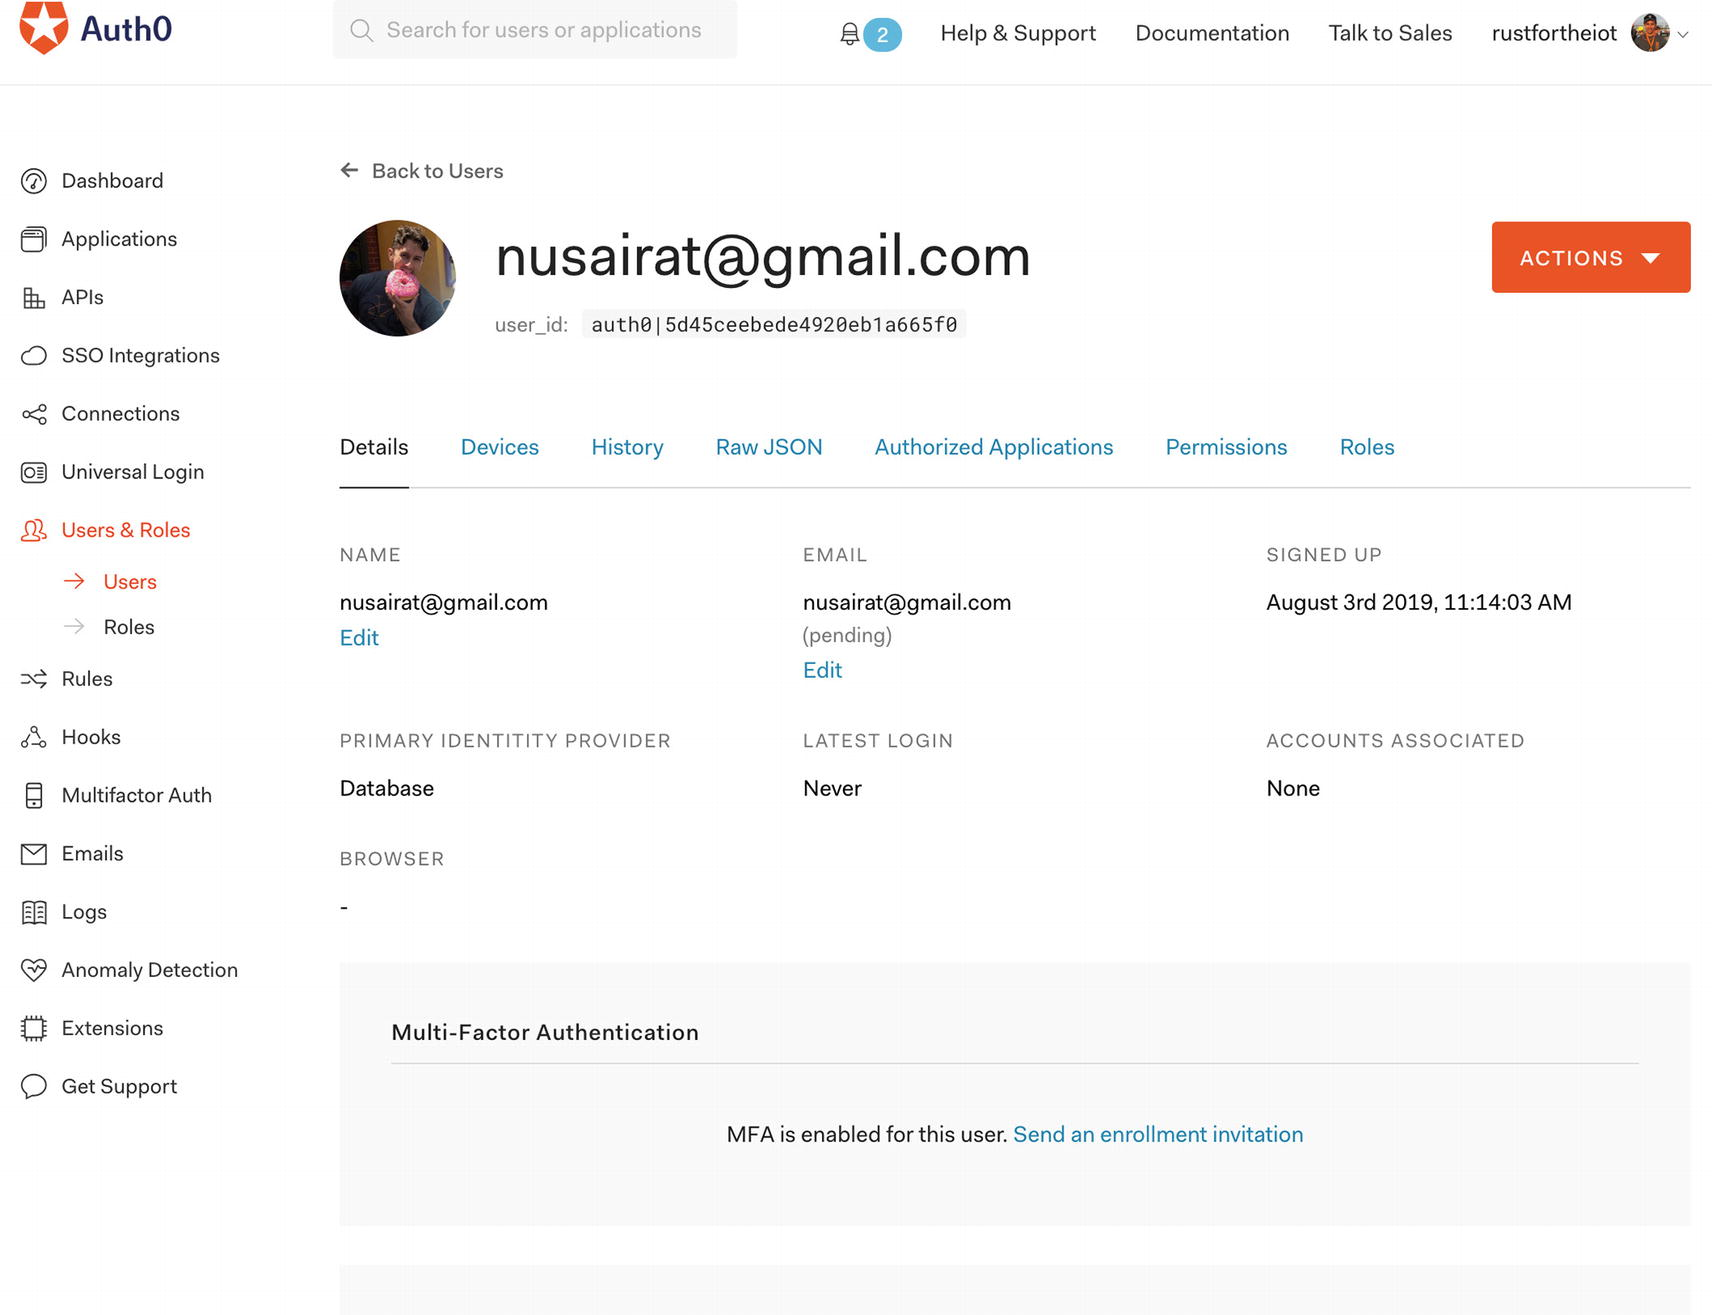 Auth0
Search for users or applications
2
Help & Support
Documentation
Talk to Sales
rustfortheiot
Dashboard
Applications
APIs
SSO Integrations
Connections
Universal Login
Users & Roles
Users
Roles
Rules
Hooks
Multifactor Auth
Emails
Logs
Anomaly Detection
Extensions
Get Support
Back to Users
nusairat@gmail.com
user_id: auth0|5d45ceebede4920eb1a665f0
ACTIONS
Details Devices History Raw JSON Authorized Applications Permissions Roles
NAME
nusairat@gmail.com
Edit
EMAIL
nusairat@gmail.com
(pending)
Edit
SIGNED UP
August 3rd 2019, 11:14:03 AM
PRIMARY IDENTITITY PROVIDER
Database
LATEST LOGIN
Never
ACCOUNTS ASSOCIATED
None
BROWSER
-
Multi-Factor Authentication
MFA is enabled for this user. Send an enrollment invitation